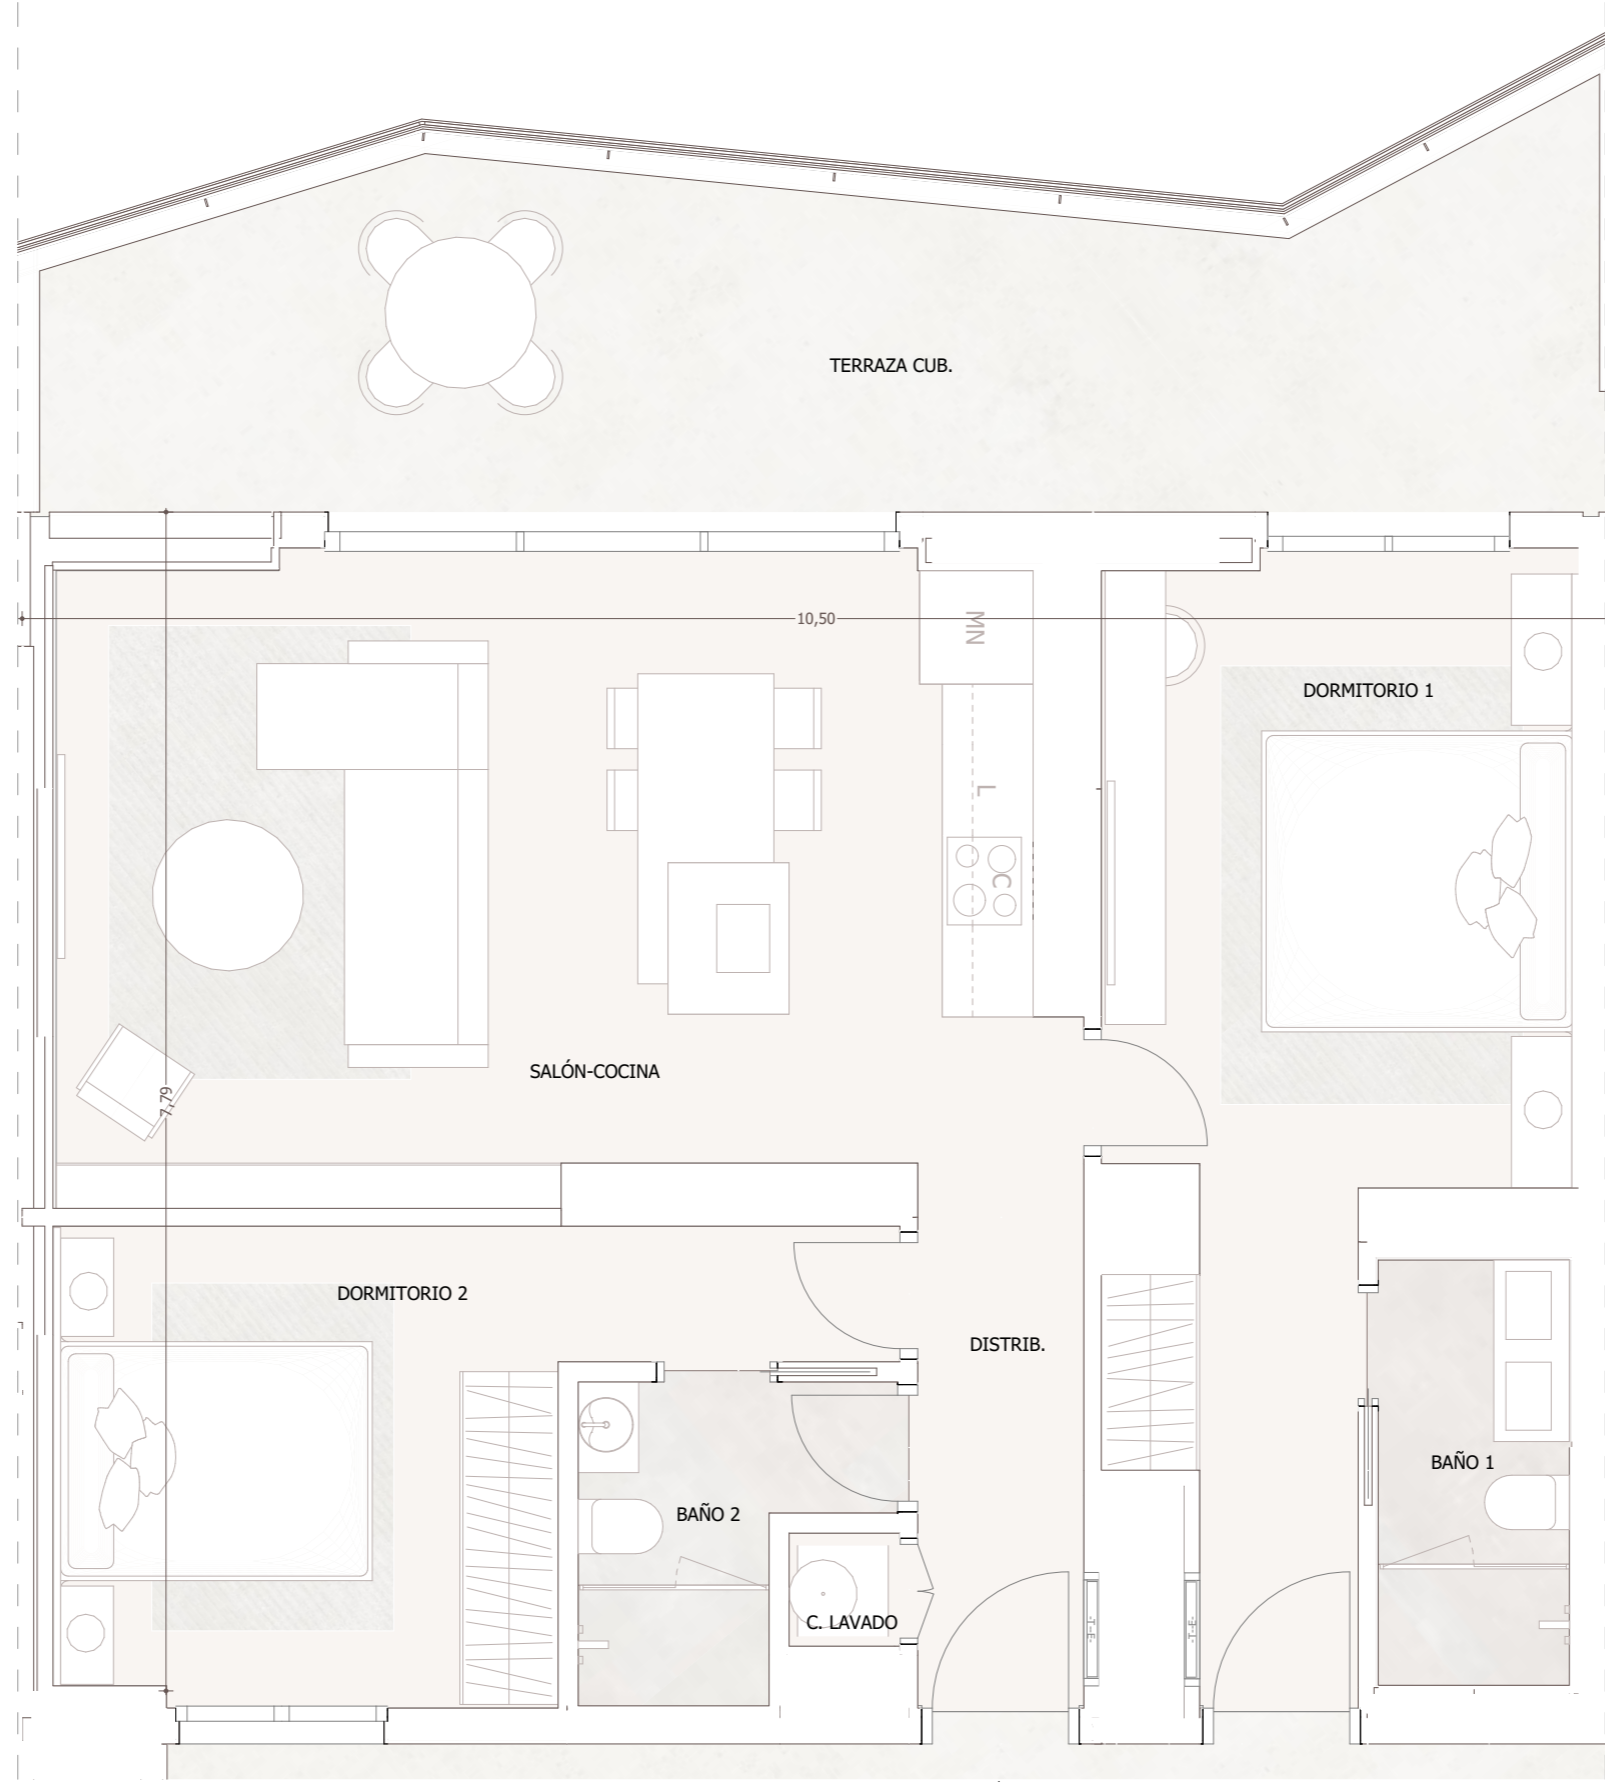 TERRAZA CUB.
10,50
MN
DORMITORIO 1
L
C
SALÓN-COCINA
7,79
DORMITORIO 2
DISTRIB.
BAÑO 1
BAÑO 2
C. LAVADO
-T-E-
-T-E-